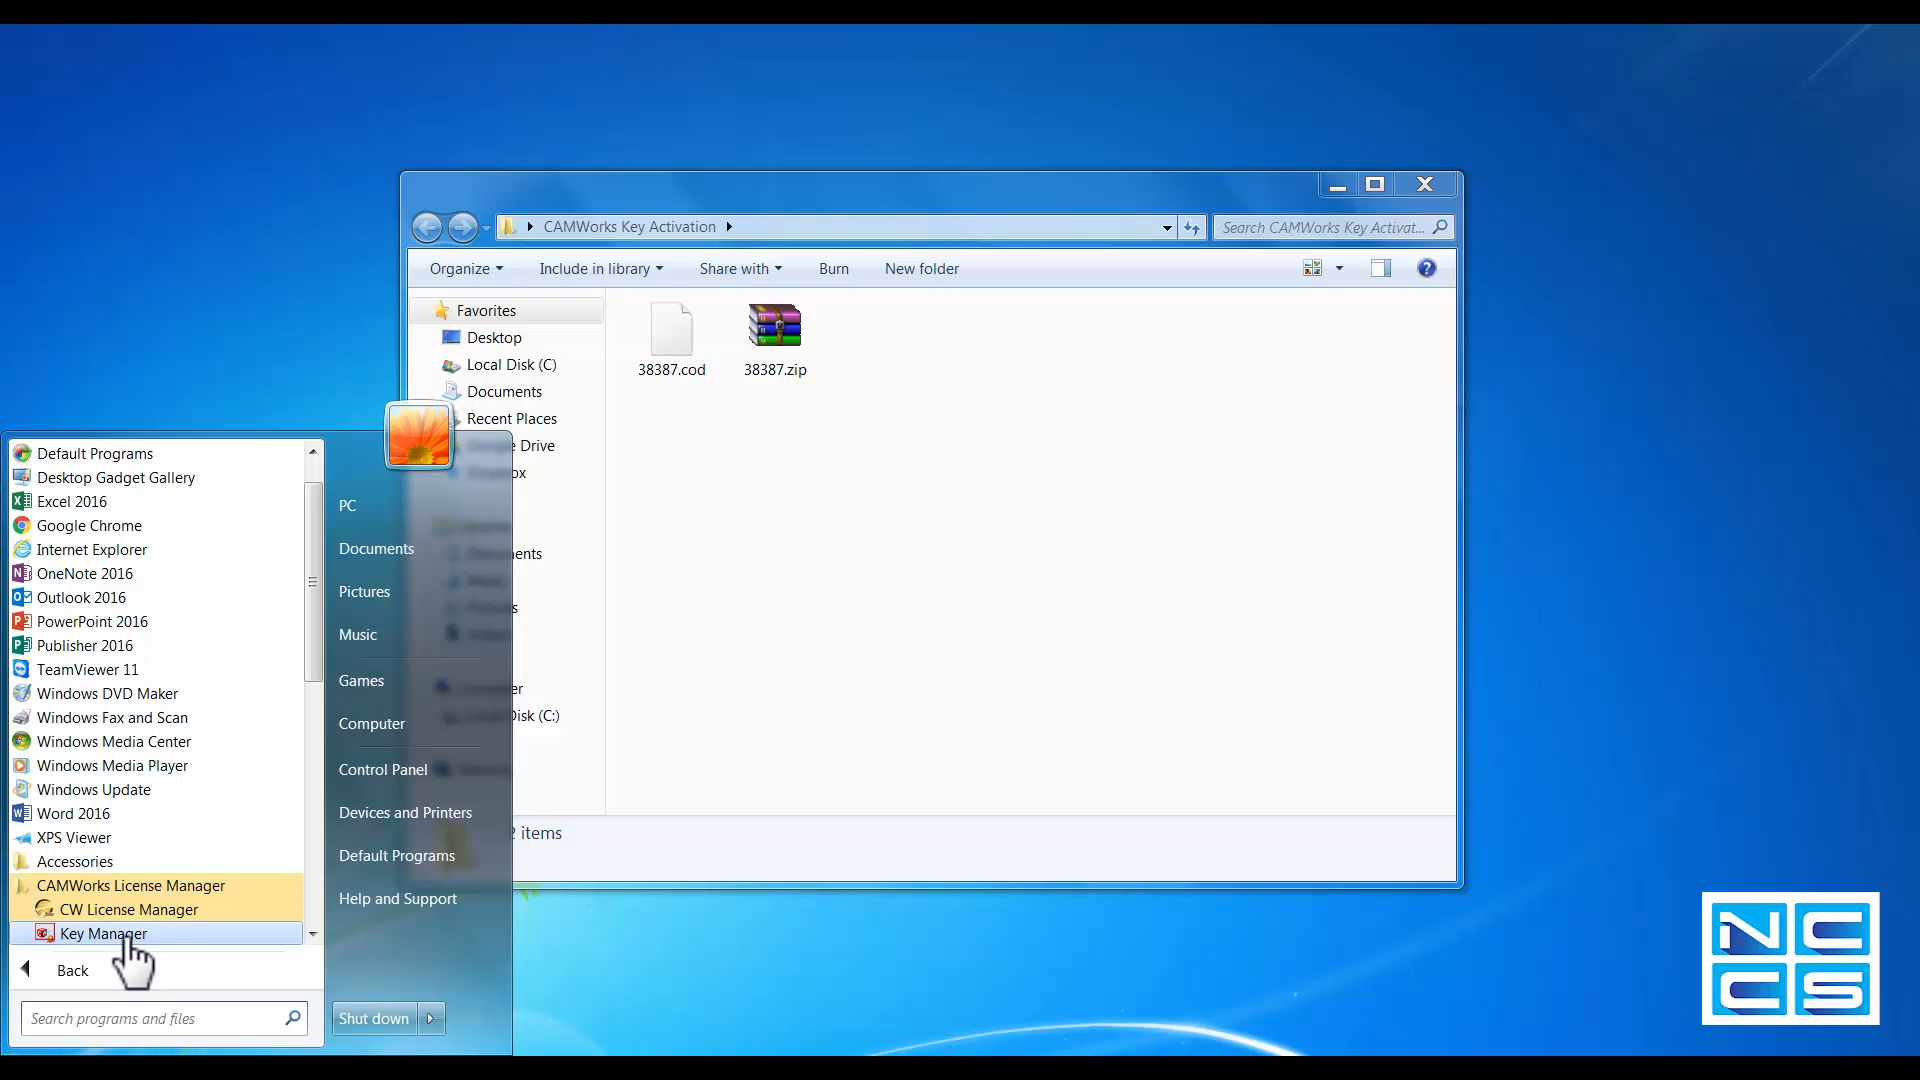 CAMWorks Key Activation
Search CAMWorks Key Activat...
Organize
Include in library
Share with
Burn
New folder
Favorites
Desktop
Local Disk (C)
Documents
Recent Places
Drive
38387.cod
38387.zip
2 items
Disk (C:)
Default Programs
Desktop Gadget Gallery
Excel 2016
Google Chrome
Internet Explorer
OneNote 2016
Outlook 2016
PowerPoint 2016
Publisher 2016
TeamViewer 11
Windows DVD Maker
Windows Fax and Scan
Windows Media Center
Windows Media Player
Windows Update
Word 2016
XPS Viewer
Accessories
CAMWorks License Manager
CW License Manager
Key Manager
Back
Search programs and files
PC
Documents
Pictures
Music
Games
Computer
Control Panel
Devices and Printers
Default Programs
Help and Support
Shut down
NC
CS